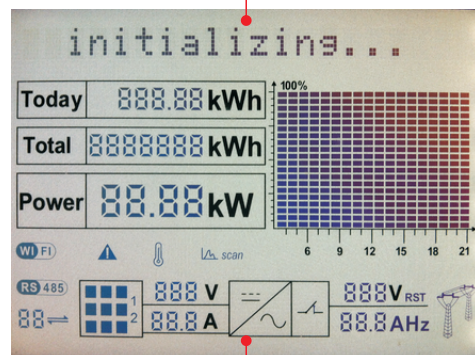 initializing...
100%
Today 888.88 kWh
Total 8888888 kWh
Power 88.88 kW
6 9 12 15 18 21
WIFI scan
RS 485 1 888 V 888 V RST
88 2 88.8 A 88.8 AHz